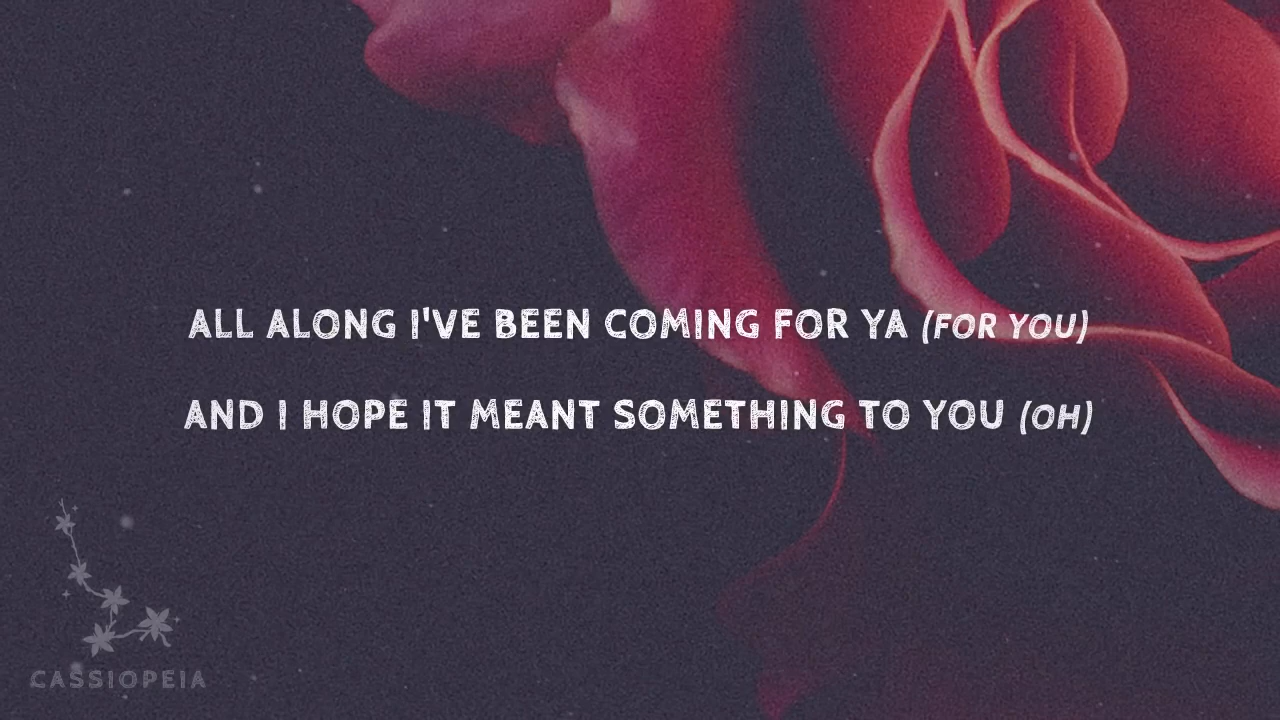 ALL ALONG I'VE BEEN COMING FOR YA (FOR YOU)
AND I HOPE IT MEANT SOMETHING TO YOU (OH)
CASSIOPEIA